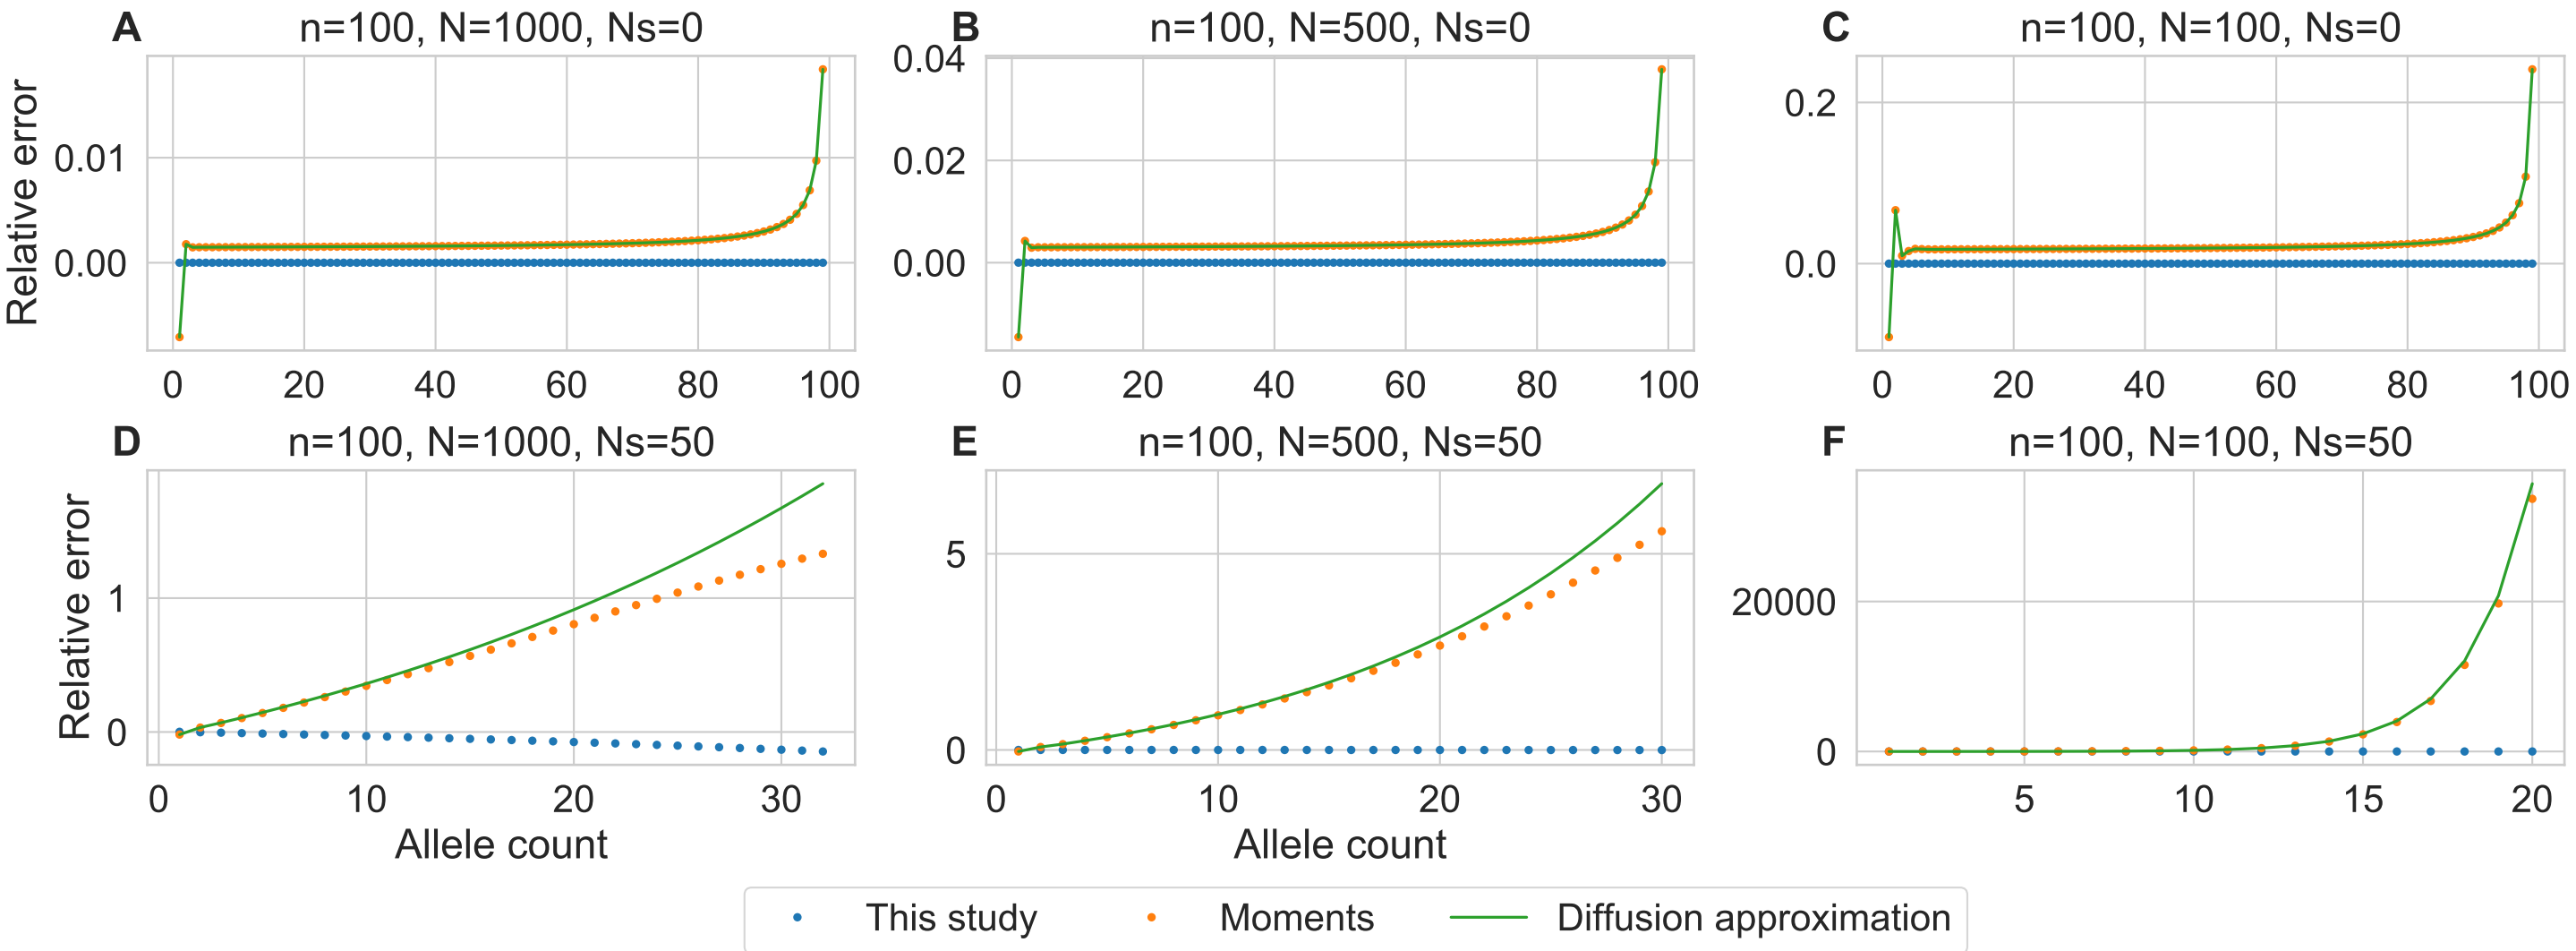 A n=100, N=1000, Ns=0
B n=100, N=500, Ns=0
C n=100, N=100, Ns=0
Relative error
0.01
0.00
0 20 40 60 80 100
0.04
0.02
0.00
0 20 40 60 80 100
0.2
0.0
0 20 40 60 80 100
D n=100, N=1000, Ns=50
E n=100, N=500, Ns=50
F n=100, N=100, Ns=50
Relative error
1
0
0 10 20 30
Allele count
5
0
0 10 20 30
Allele count
20000
0
5 10 15 20
This study Moments Diffusion approximation